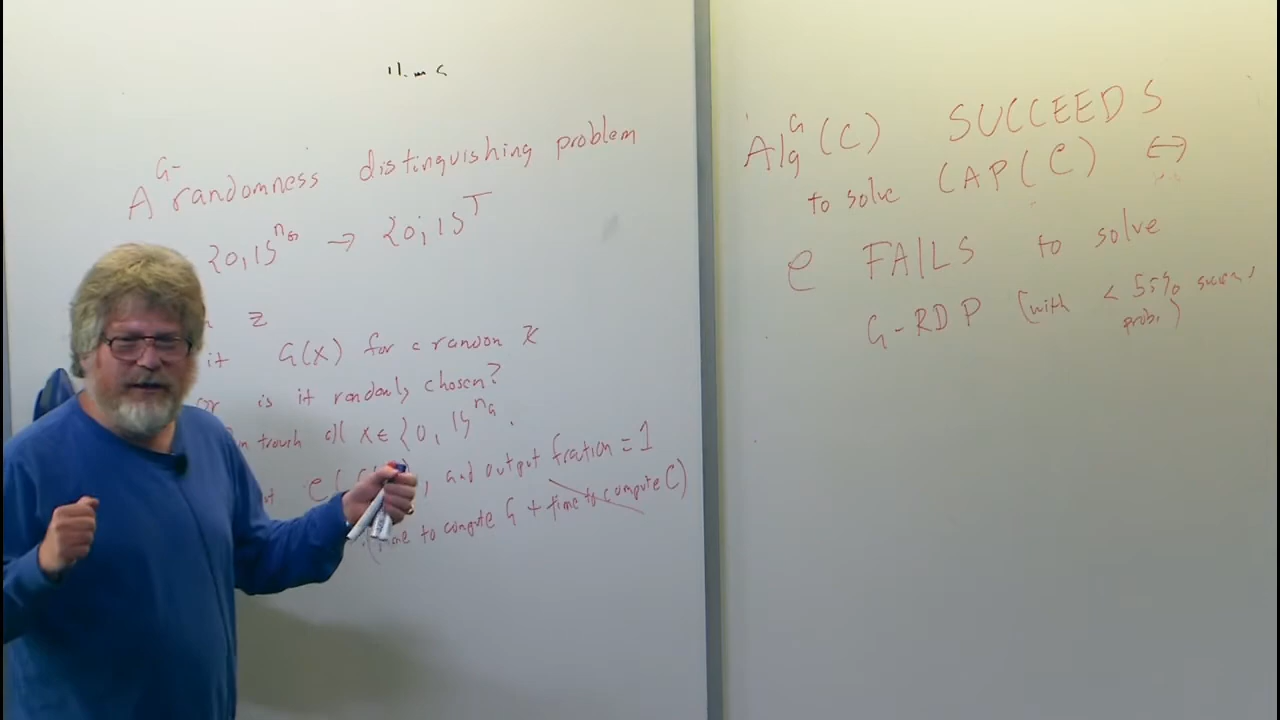 A G-randomness distinguishing problem
{0,1}^n_G → {0,1}^T
z
it G(x) for a random x
or is it randomly chosen?
trough all x ∈ {0,1}^n_G.
C(G(, and output fraction = 1
time to compute G + time to compute C)
Alg^G(C) SUCCEEDS
to solve CAP(C) ↔
C FAILS to solve
G-RDP (with < 55% success
prob.)